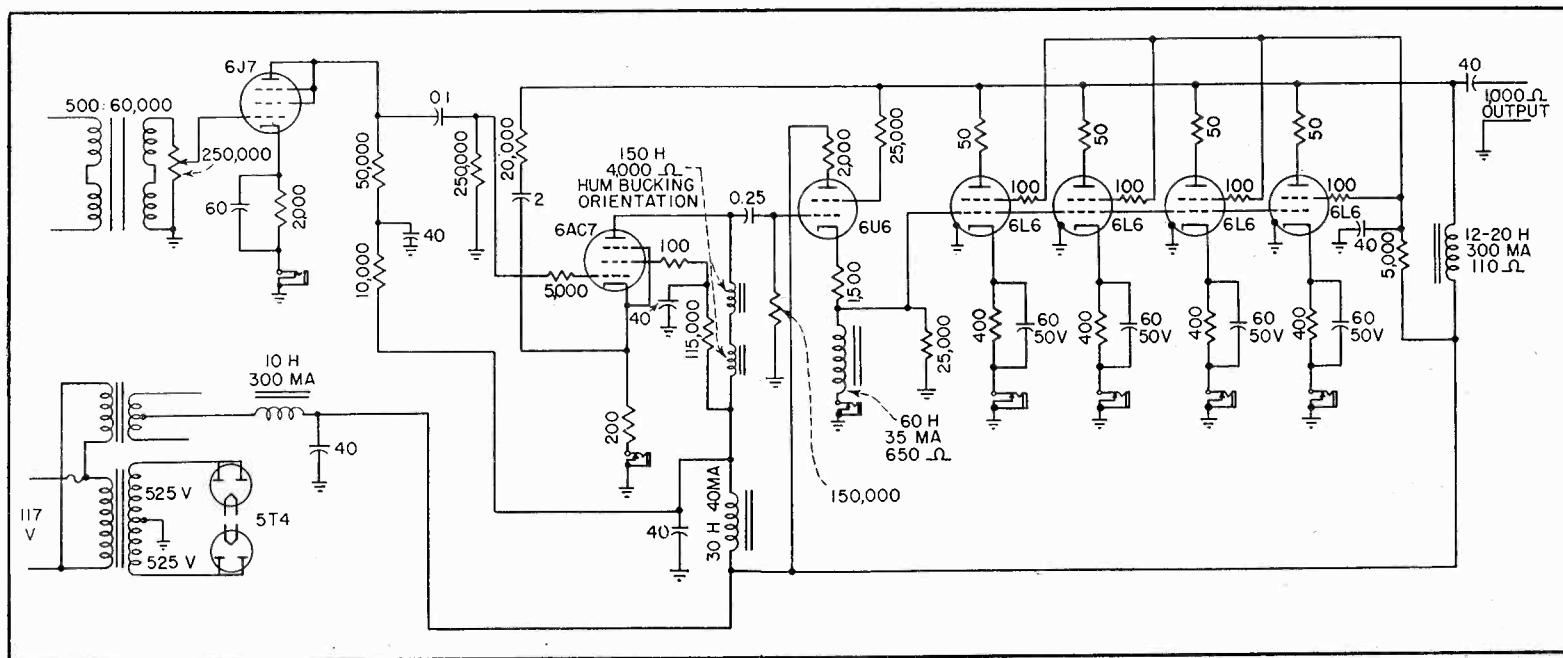 6J7
500:60,000
250,000
60
2,000
50,000
40
10,000
0.1
250,000
20,000
2
150 H
4,000 Ω
HUM BUCKING
ORIENTATION
6AC7
100
5,000
40
115,000
200
0.25
2,000
25,000
6U6
1,500
25,000
60 H
35 MA
650 Ω
150,000
50
50
50
50
100
100
100
100
6L6
6L6
6L6
6L6
400
60
50V
400
60
50V
400
60
50V
400
60
50V
40
5,000
40
1,000 Ω
OUTPUT
12-20 H
300 MA
110 Ω
10 H
300 MA
40
117
V
525 V
525 V
5T4
40
30 H 40MA